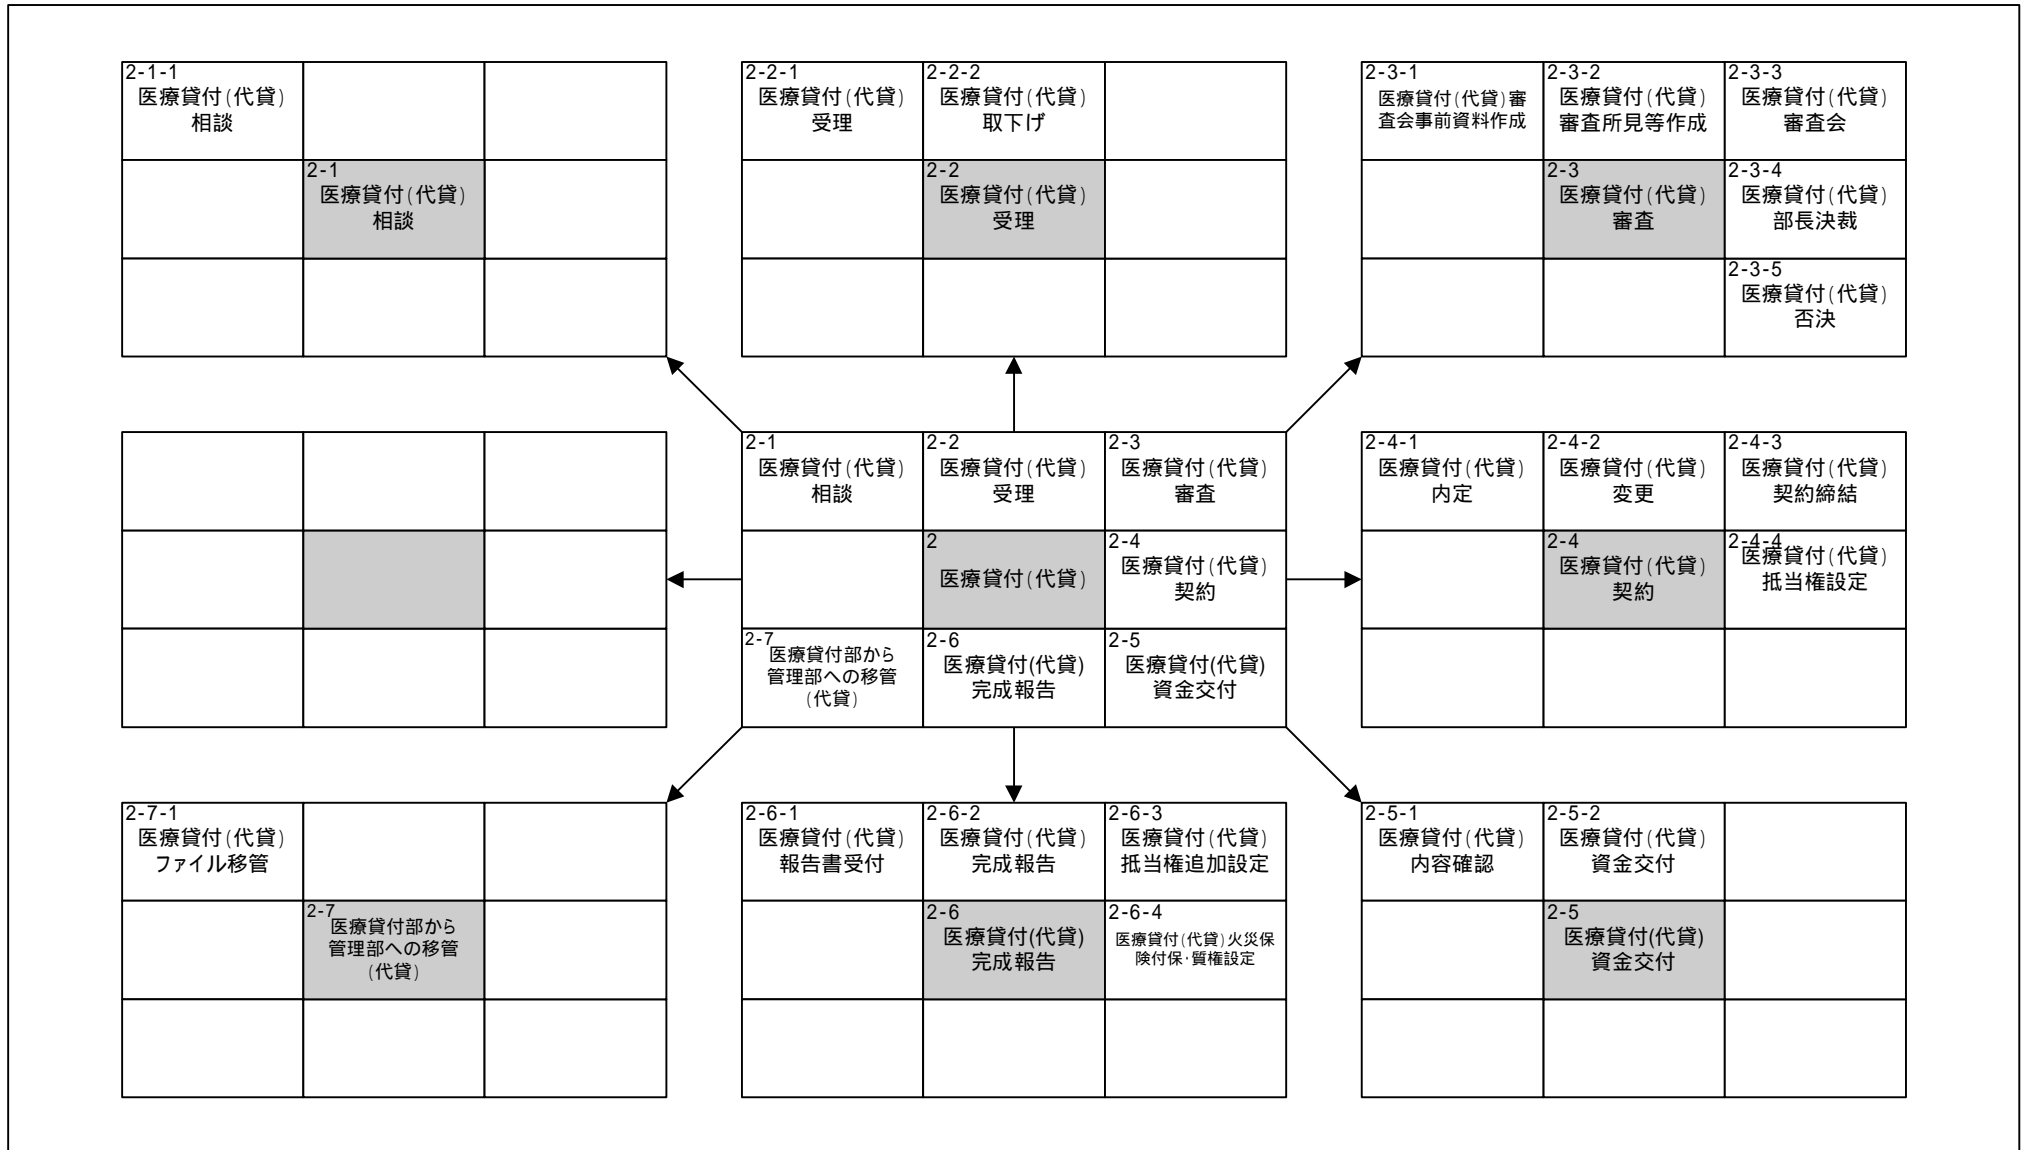 2-1-1
医療貸付(代貸)
相談
2-1
医療貸付(代貸)
相談
2-2-1
医療貸付(代貸)
受理
2-2-2
医療貸付(代貸)
取下げ
2-2
医療貸付(代貸)
受理
2-3-1
医療貸付(代貸)審
査会事前資料作成
2-3-2
医療貸付(代貸)
審査所見等作成
2-3-3
医療貸付(代貸)
審査会
2-3
医療貸付(代貸)
審査
2-3-4
医療貸付(代貸)
部長決裁
2-3-5
医療貸付(代貸)
否決
2-1
医療貸付(代貸)
相談
2-2
医療貸付(代貸)
受理
2-3
医療貸付(代貸)
審査
2
医療貸付(代貸)
2-4
医療貸付(代貸)
契約
2-7
医療貸付部から
管理部への移管
(代貸)
2-6
医療貸付(代貸)
完成報告
2-5
医療貸付(代貸)
資金交付
2-4-1
医療貸付(代貸)
内定
2-4-2
医療貸付(代貸)
変更
2-4-3
医療貸付(代貸)
契約締結
2-4
医療貸付(代貸)
契約
2-4-4
医療貸付(代貸)
抵当権設定
2-7-1
医療貸付(代貸)
ファイル移管
2-7
医療貸付部から
管理部への移管
(代貸)
2-6-1
医療貸付(代貸)
報告書受付
2-6-2
医療貸付(代貸)
完成報告
2-6-3
医療貸付(代貸)
抵当権追加設定
2-6
医療貸付(代貸)
完成報告
2-6-4
医療貸付(代貸)火災保
険付保・質権設定
2-5-1
医療貸付(代貸)
内容確認
2-5-2
医療貸付(代貸)
資金交付
2-5
医療貸付(代貸)
資金交付